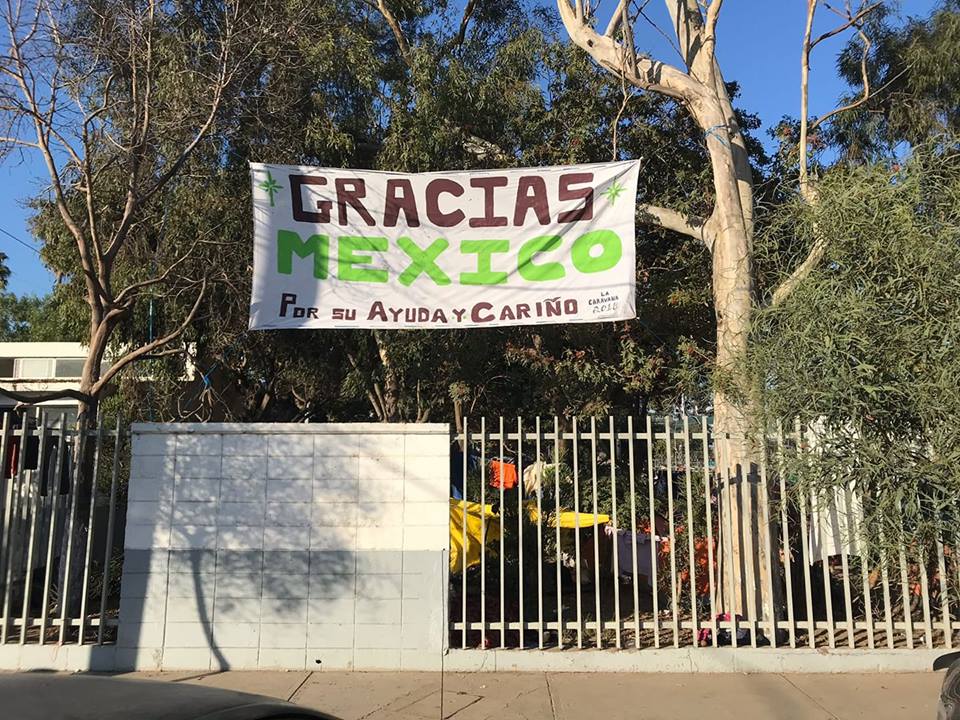 GRACIAS
MEXICO
POR SU AYUDA Y CARIÑO
LA
CARAVANA
2018